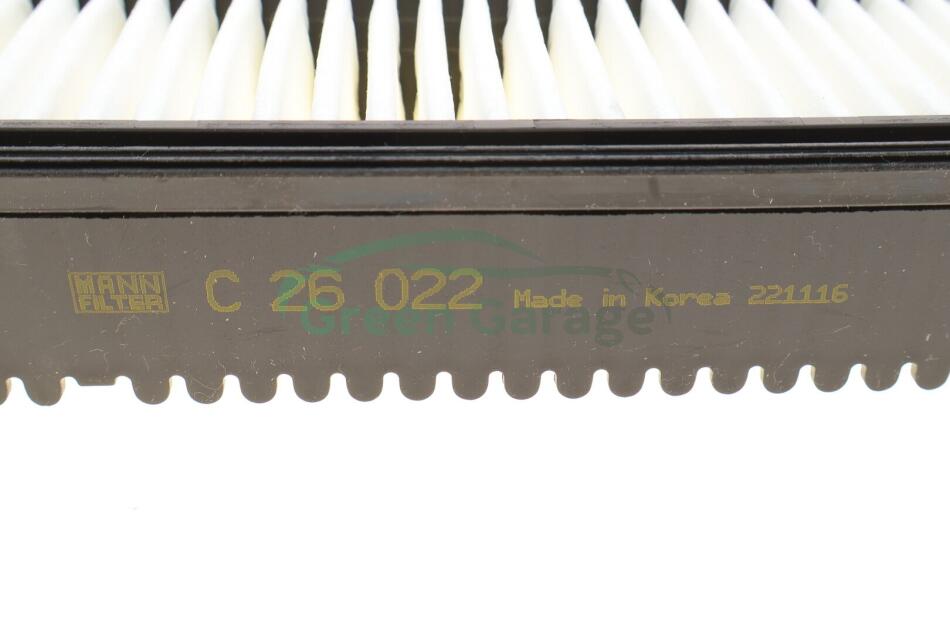 MANN
FILTER
C 26 022 Made in Korea 221116
Green Garage